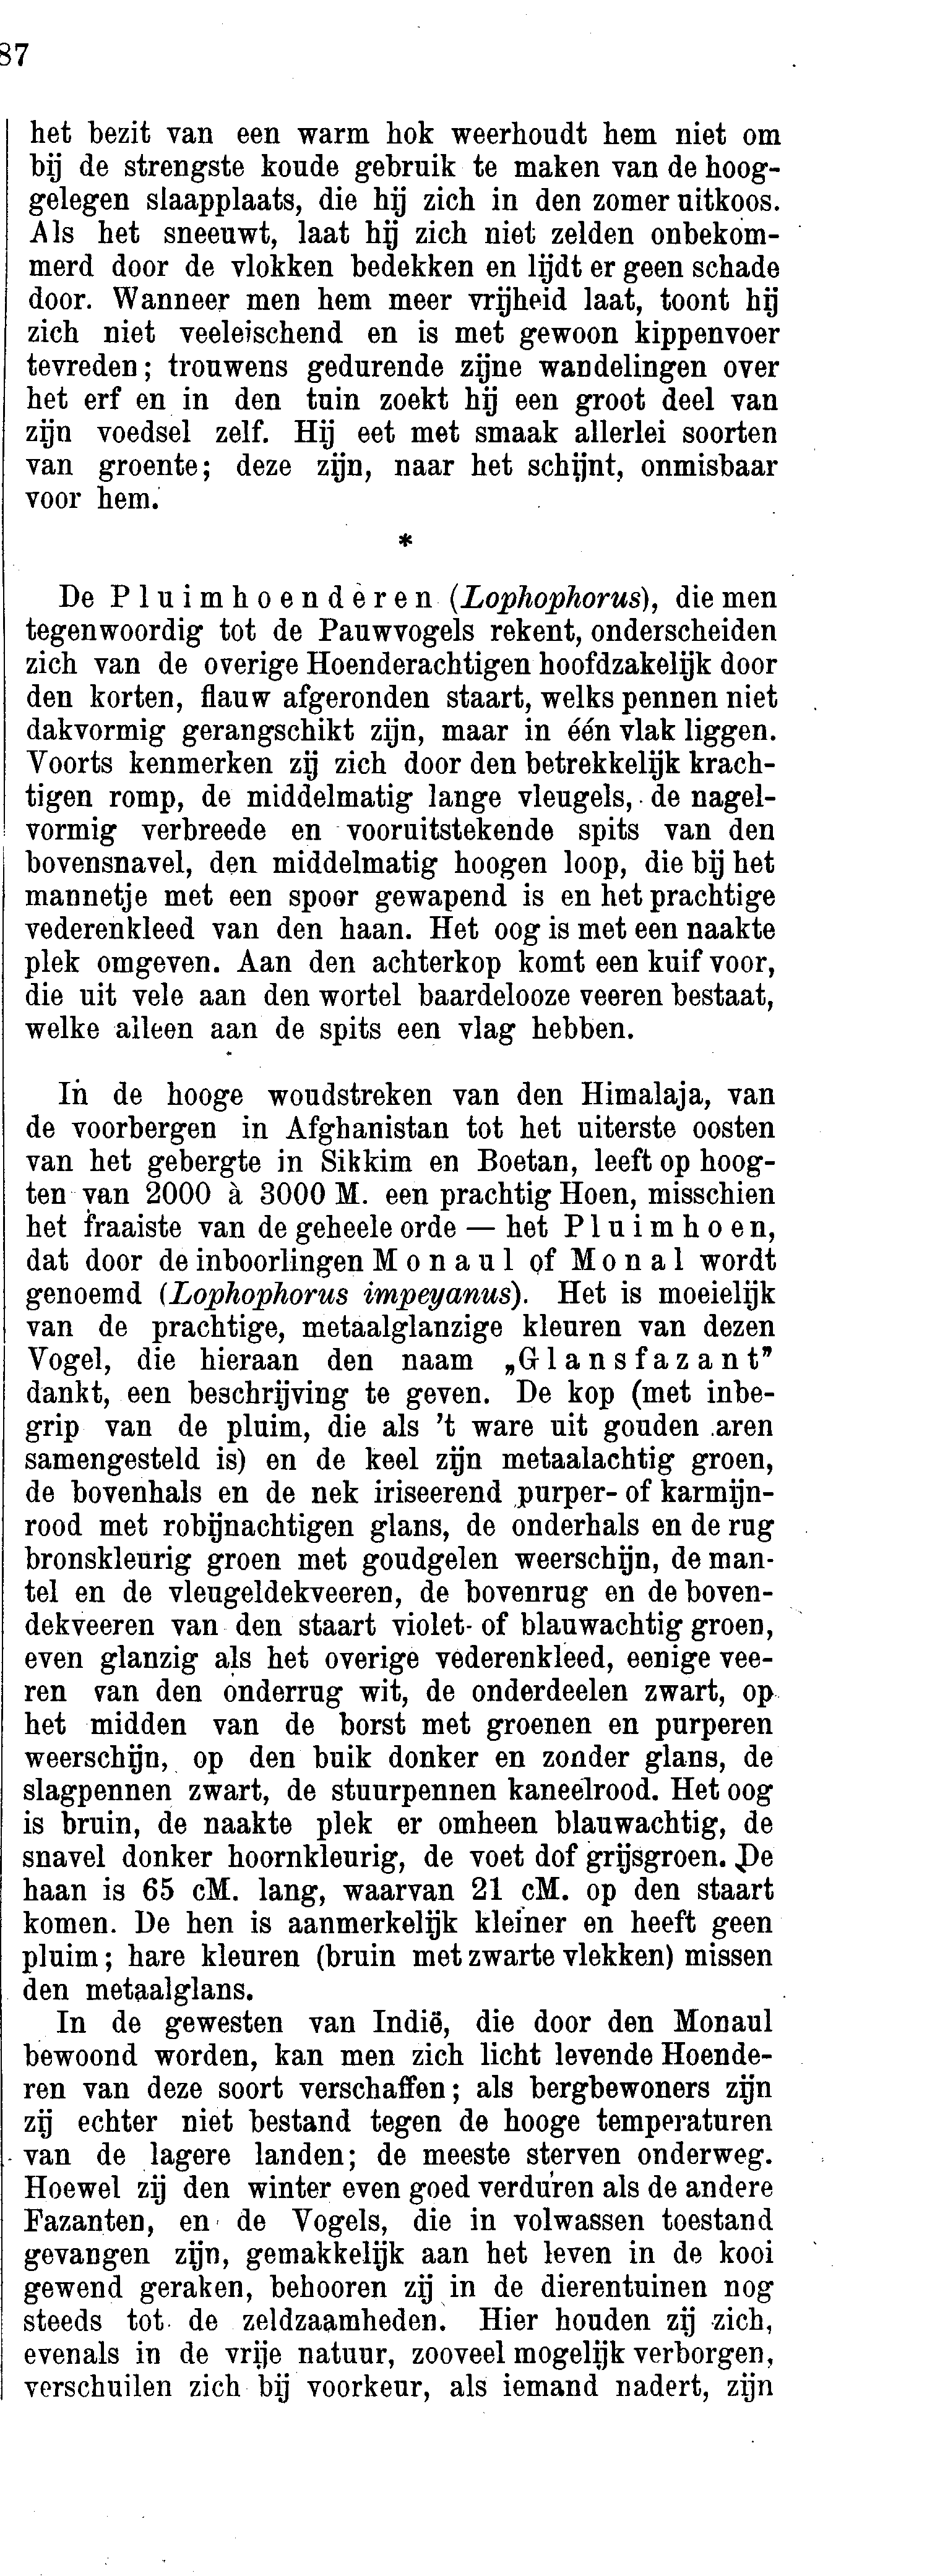 87
het bezit van een warm hok weerhoudt hem niet om
bij de strengste koude gebruik te maken van de hoog-
gelegen slaapplaats, die hij zich in den zomer uitkoos.
Als het sneeuwt, laat hij zich niet zelden onbekom-
merd door de vlokken bedekken en lijdt er geen schade
door. Wanneer men hem meer vrijheid laat, toont hij
zich niet veeleischend en is met gewoon kippenvoer
tevreden; trouwens gedurende zijne wandelingen over
het erf en in den tuin zoekt hij een groot deel van
zijn voedsel zelf. Hij eet met smaak allerlei soorten
van groente; deze zijn, naar het schijnt, onmisbaar
voor hem.
*
De Pluimhoenderen (Lophophorus), die men
tegenwoordig tot de Pauwvogels rekent, onderscheiden
zich van de overige Hoenderachtigen hoofdzakelijk door
den korten, flauw afgeronden staart, welks pennen niet
dakvormig gerangschikt zijn, maar in één vlak liggen.
Voorts kenmerken zij zich door den betrekkelijk krach-
tigen romp, de middelmatig lange vleugels, de nagel-
vormig verbreede en vooruitstekende spits van den
bovensnavel, den middelmatig hoogen loop, die bij het
mannetje met een spoor gewapend is en het prachtige
vederenkleed van den haan. Het oog is met een naakte
plek omgeven. Aan den achterkop komt een kuif voor,
die uit vele aan den wortel baardelooze veeren bestaat,
welke alleen aan de spits een vlag hebben.
In de hooge woudstreken van den Himalaja, van
de voorbergen in Afghanistan tot het uiterste oosten
van het gebergte in Sikkim en Boetan, leeft op hoog-
ten van 2000 à 3000 M. een prachtig Hoen, misschien
het fraaiste van de geheele orde — het Pluimhoen,
dat door de inboorlingen Monaul of Monal wordt
genoemd (Lophophorus impeyanus). Het is moeielijk
van de prachtige, metaalglanzige kleuren van dezen
Vogel, die hieraan den naam „Glansfazant”
dankt, een beschrijving te geven. De kop (met inbe-
grip van de pluim, die als 't ware uit gouden aren
samengesteld is) en de keel zijn metaalachtig groen,
de bovenhals en de nek iriseerend purper- of karmijn-
rood met robijnachtigen glans, de onderhals en de rug
bronskleurig groen met goudgelen weerschijn, de man-
tel en de vleugeldekveeren, de bovenrug en de boven-
dekveeren van den staart violet- of blauwachtig groen,
even glanzig als het overige vederenkleed, eenige vee-
ren van den onderrug wit, de onderdeelen zwart, op
het midden van de borst met groenen en purperen
weerschijn, op den buik donker en zonder glans, de
slagpennen zwart, de stuurpennen kaneelrood. Het oog
is bruin, de naakte plek er omheen blauwachtig, de
snavel donker hoornkleurig, de voet dof grijsgroen. De
haan is 65 cM. lang, waarvan 21 cM. op den staart
komen. De hen is aanmerkelijk kleiner en heeft geen
pluim; hare kleuren (bruin met zwarte vlekken) missen
den metaalglans.
In de gewesten van Indië, die door den Monaul
bewoond worden, kan men zich licht levende Hoende-
ren van deze soort verschaffen; als bergbewoners zijn
zij echter niet bestand tegen de hooge temperaturen
van de lagere landen; de meeste sterven onderweg.
Hoewel zij den winter even goed verduren als de andere
Fazanten, en de Vogels, die in volwassen toestand
gevangen zijn, gemakkelijk aan het leven in de kooi
gewend geraken, behooren zij in de dierentuinen nog
steeds tot de zeldzaamheden. Hier houden zij zich,
evenals in de vrije natuur, zooveel mogelijk verborgen,
verschuilen zich bij voorkeur, als iemand nadert, zijn